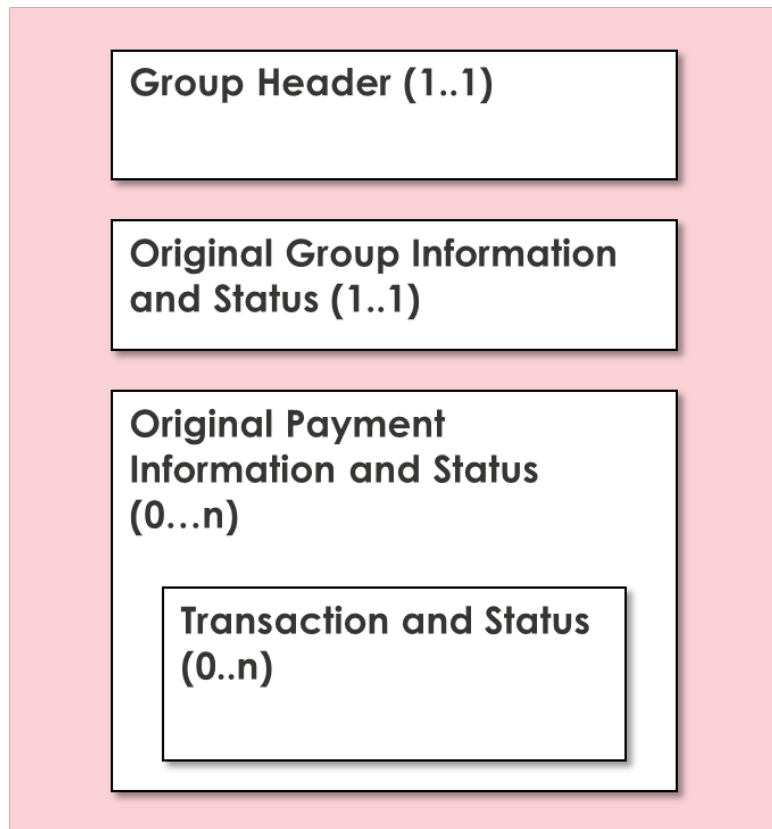 Group Header (1..1)
Original Group Information
and Status (1..1)
Original Payment
Information and Status
(0...n)
Transaction and Status
(0..n)